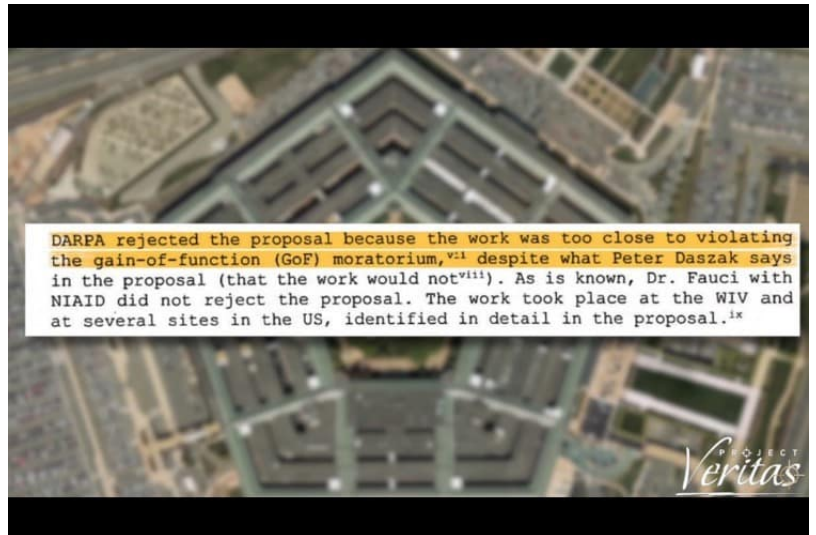 DARPA rejected the proposal because the work was too close to violating
the gain-of-function (GoF) moratorium,ᵛⁱⁱ despite what Peter Daszak says
in the proposal (that the work would notᵛⁱⁱⁱ). As is known, Dr. Fauci with
NIAID did not reject the proposal. The work took place at the WIV and
at several sites in the US, identified in detail in the proposal.ⁱˣ
PROJECT
Veritas